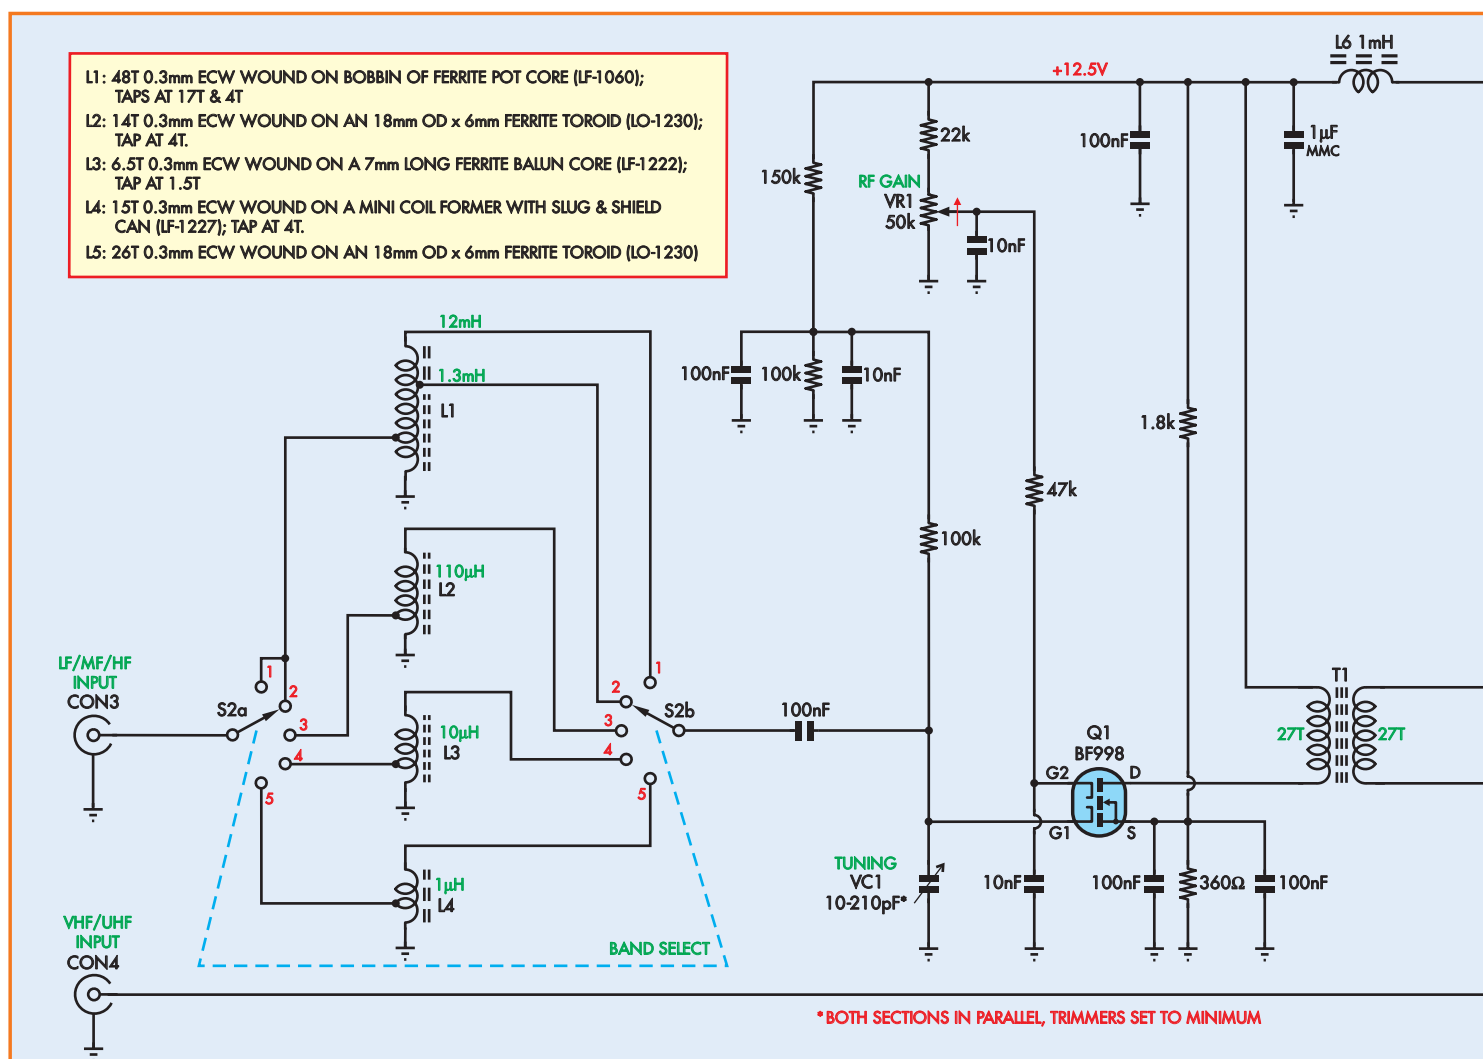 L1: 48T 0.3mm ECW WOUND ON BOBBIN OF FERRITE POT CORE (LF-1060);
TAPS AT 17T & 4T
L2: 14T 0.3mm ECW WOUND ON AN 18mm OD x 6mm FERRITE TOROID (LO-1230);
TAP AT 4T.
L3: 6.5T 0.3mm ECW WOUND ON A 7mm LONG FERRITE BALUN CORE (LF-1222);
TAP AT 1.5T
L4: 15T 0.3mm ECW WOUND ON A MINI COIL FORMER WITH SLUG & SHIELD
CAN (LF-1227); TAP AT 4T.
L5: 26T 0.3mm ECW WOUND ON AN 18mm OD x 6mm FERRITE TOROID (LO-1230)
L6 1mH
+12.5V
22k
100nF
1µF
MMC
150k
RF GAIN
VR1
50k
10nF
12mH
1.3mH
L1
100nF
100k
10nF
1.8k
47k
100k
110µH
L2
LF/MF/HF
INPUT
CON3
S2a
1
2
3
4
5
10µH
L3
1
2
3
4
5
S2b
100nF
Q1
BF998
G2
D
G1
S
T1
27T
27T
TUNING
VC1
10-210pF*
10nF
100nF
360Ω
100nF
1µH
L4
VHF/UHF
INPUT
CON4
BAND SELECT
* BOTH SECTIONS IN PARALLEL, TRIMMERS SET TO MINIMUM